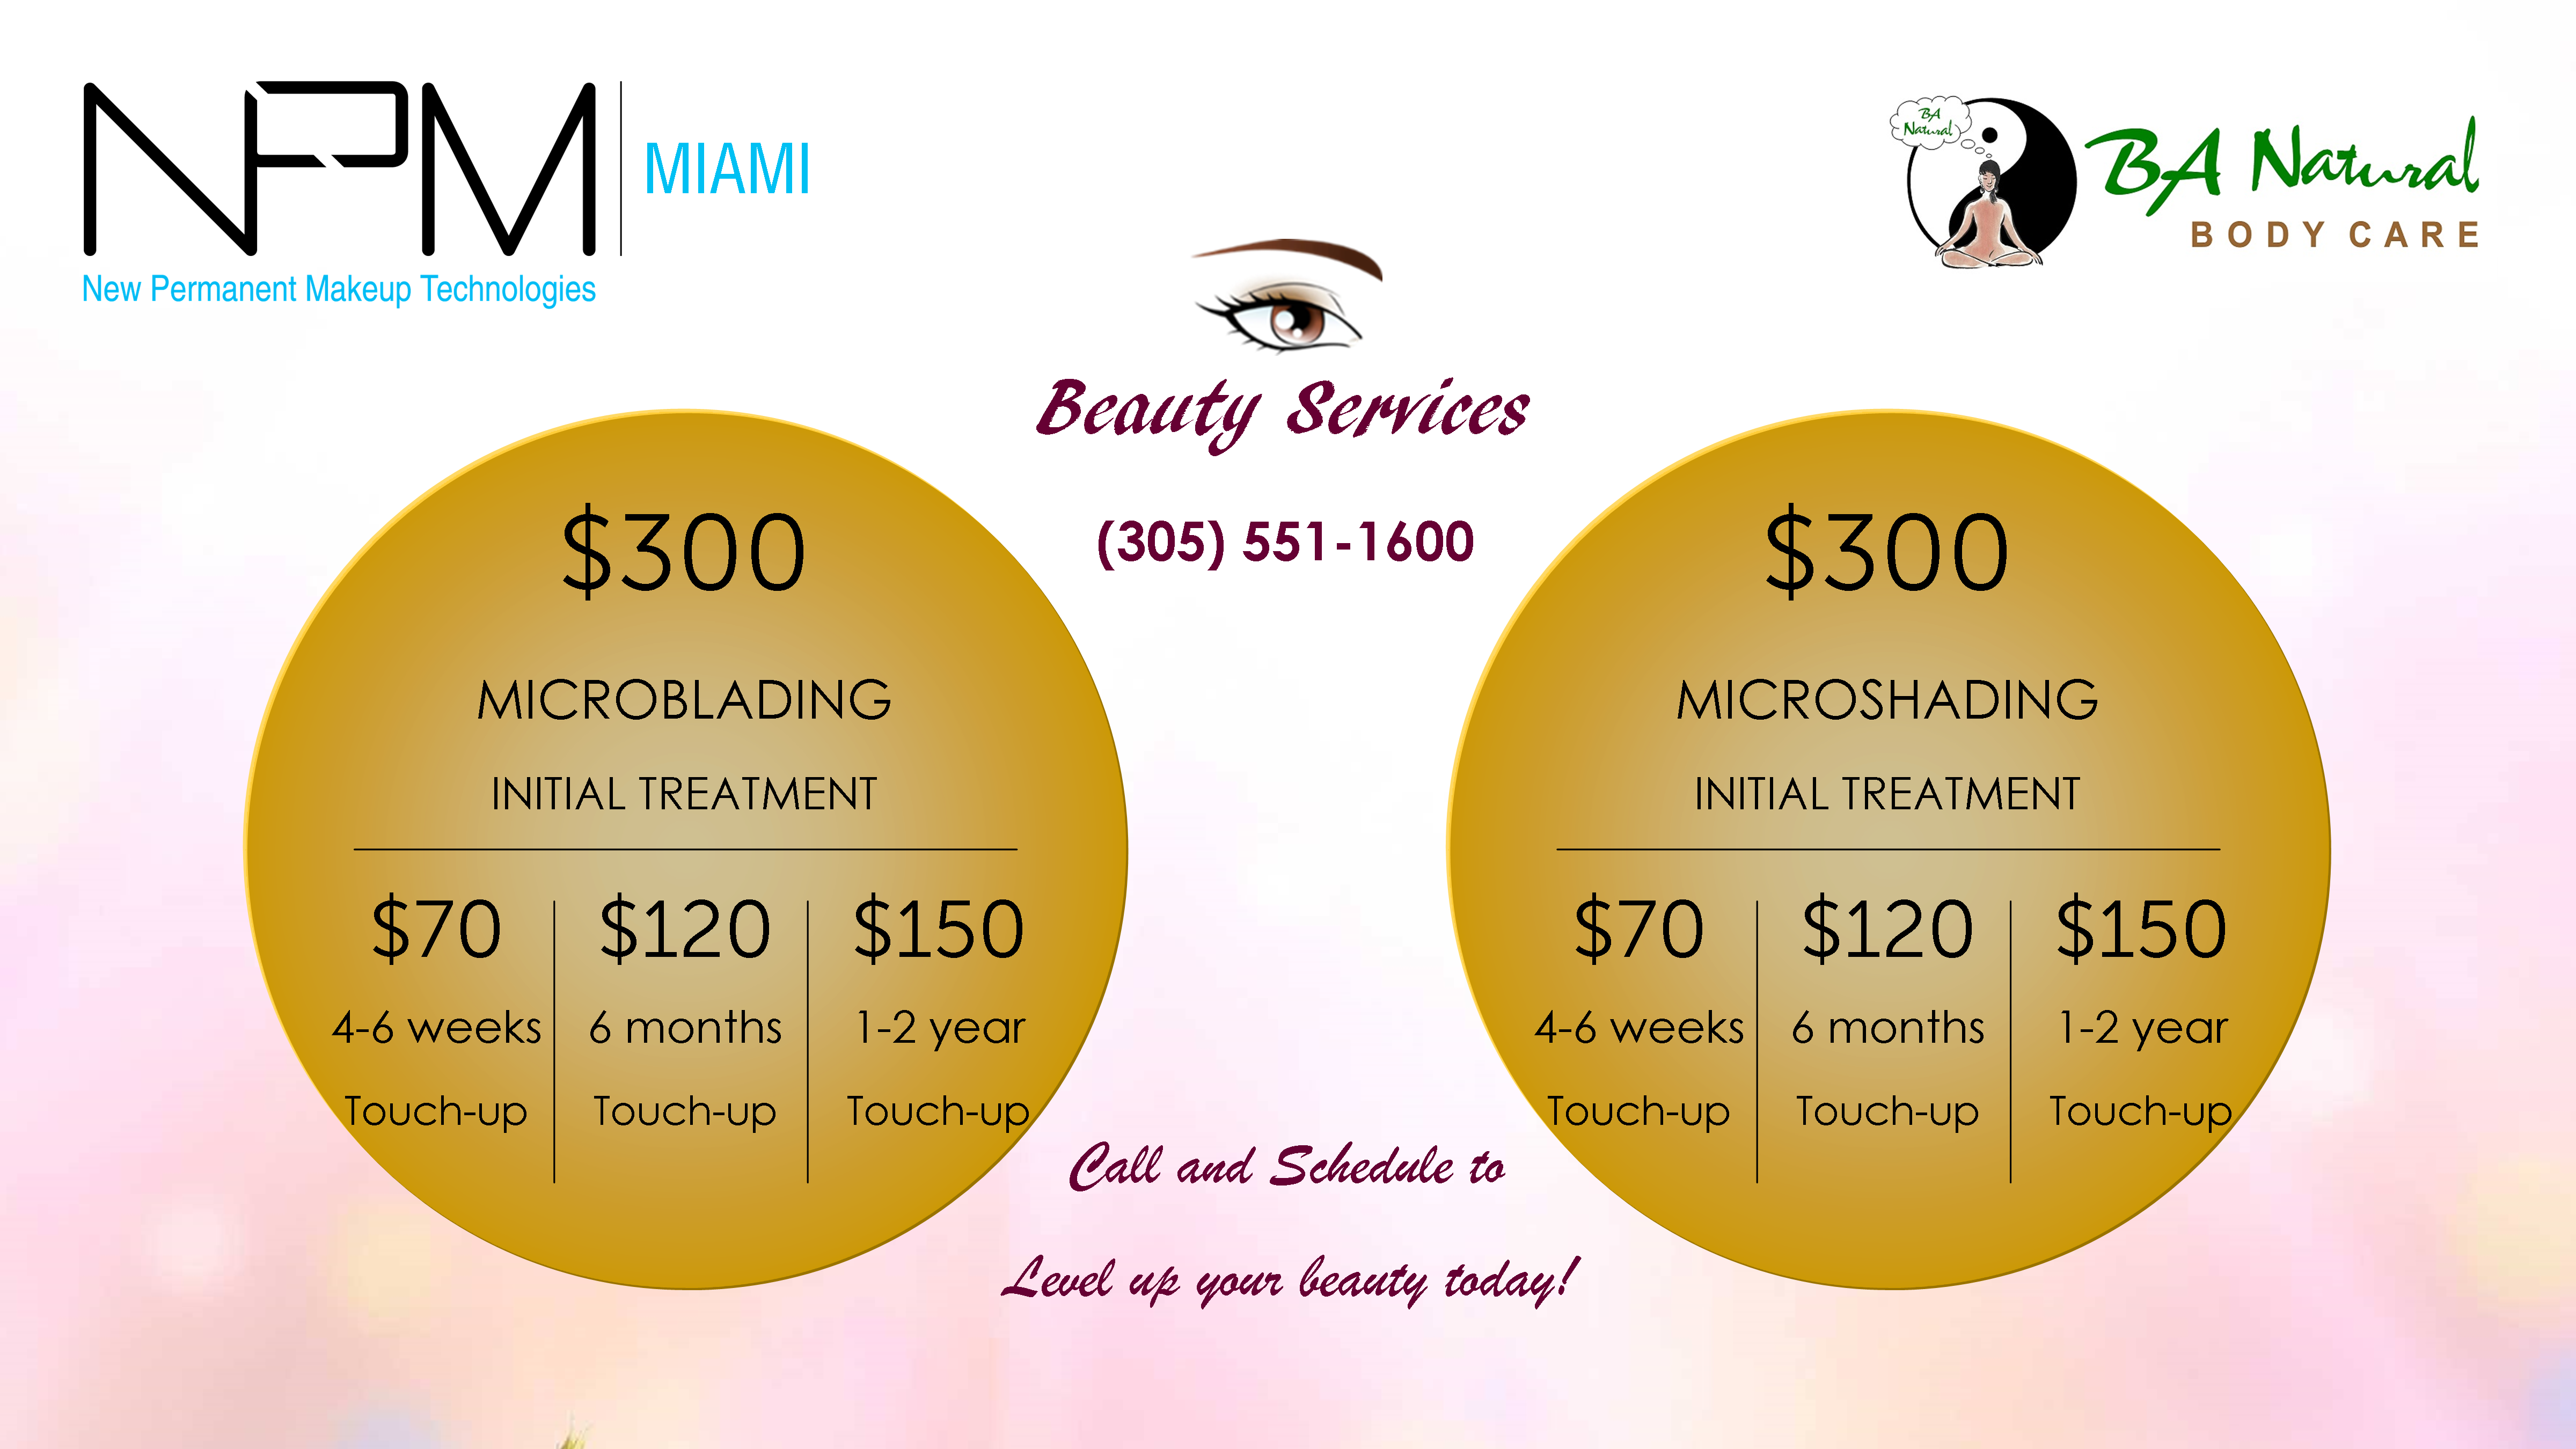 NPM
MIAMI
New Permanent Makeup Technologies
BA
Natural
BA Natural
BODY CARE
Beauty Services
(305) 551-1600
$300
MICROBLADING
INITIAL TREATMENT
$70
4-6 weeks
Touch-up
$120
6 months
Touch-up
$150
1-2 year
Touch-up
$300
MICROSHADING
INITIAL TREATMENT
$70
4-6 weeks
Touch-up
$120
6 months
Touch-up
$150
1-2 year
Touch-up
Call and Schedule to
Level up your beauty today!